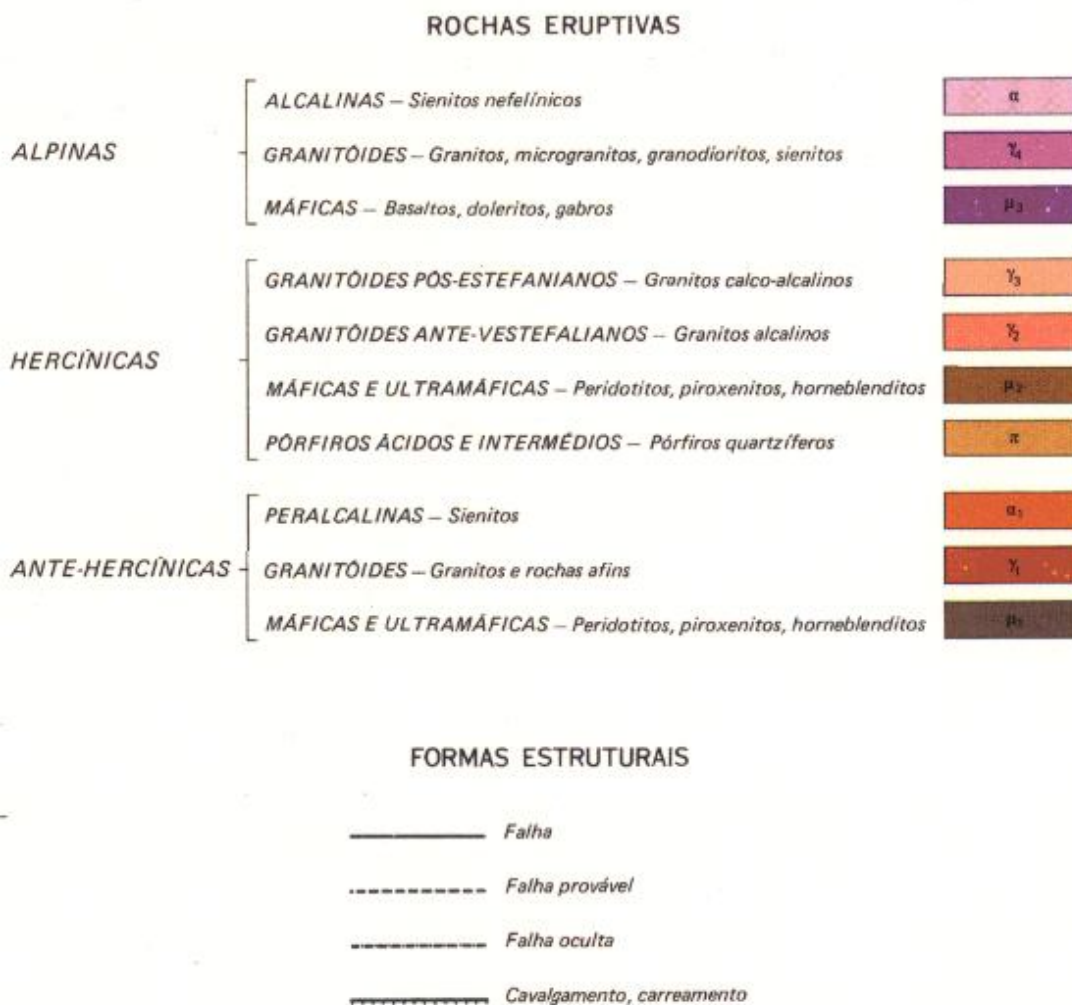 ROCHAS ERUPTIVAS
ALPINAS
ALCALINAS – Sienitos nefelínicos α
GRANITÓIDES – Granitos, microgranitos, granodioritos, sienitos γ4
MÁFICAS – Basaltos, doleritos, gabros μ3
HERCÍNICAS
GRANITÓIDES PÓS-ESTEFANIANOS – Granitos calco-alcalinos γ3
GRANITÓIDES ANTE-VESTEFALIANOS – Granitos alcalinos γ2
MÁFICAS E ULTRAMÁFICAS – Peridotitos, piroxenitos, horneblenditos μ2
PÓRFIROS ÁCIDOS E INTERMÉDIOS – Pórfiros quartzíferos π
ANTE-HERCÍNICAS
PERALCALINAS – Sienitos α1
GRANITÓIDES – Granitos e rochas afins γ1
MÁFICAS E ULTRAMÁFICAS – Peridotitos, piroxenitos, horneblenditos μ1
FORMAS ESTRUTURAIS
Falha
Falha provável
Falha oculta
Cavalgamento, carreamento